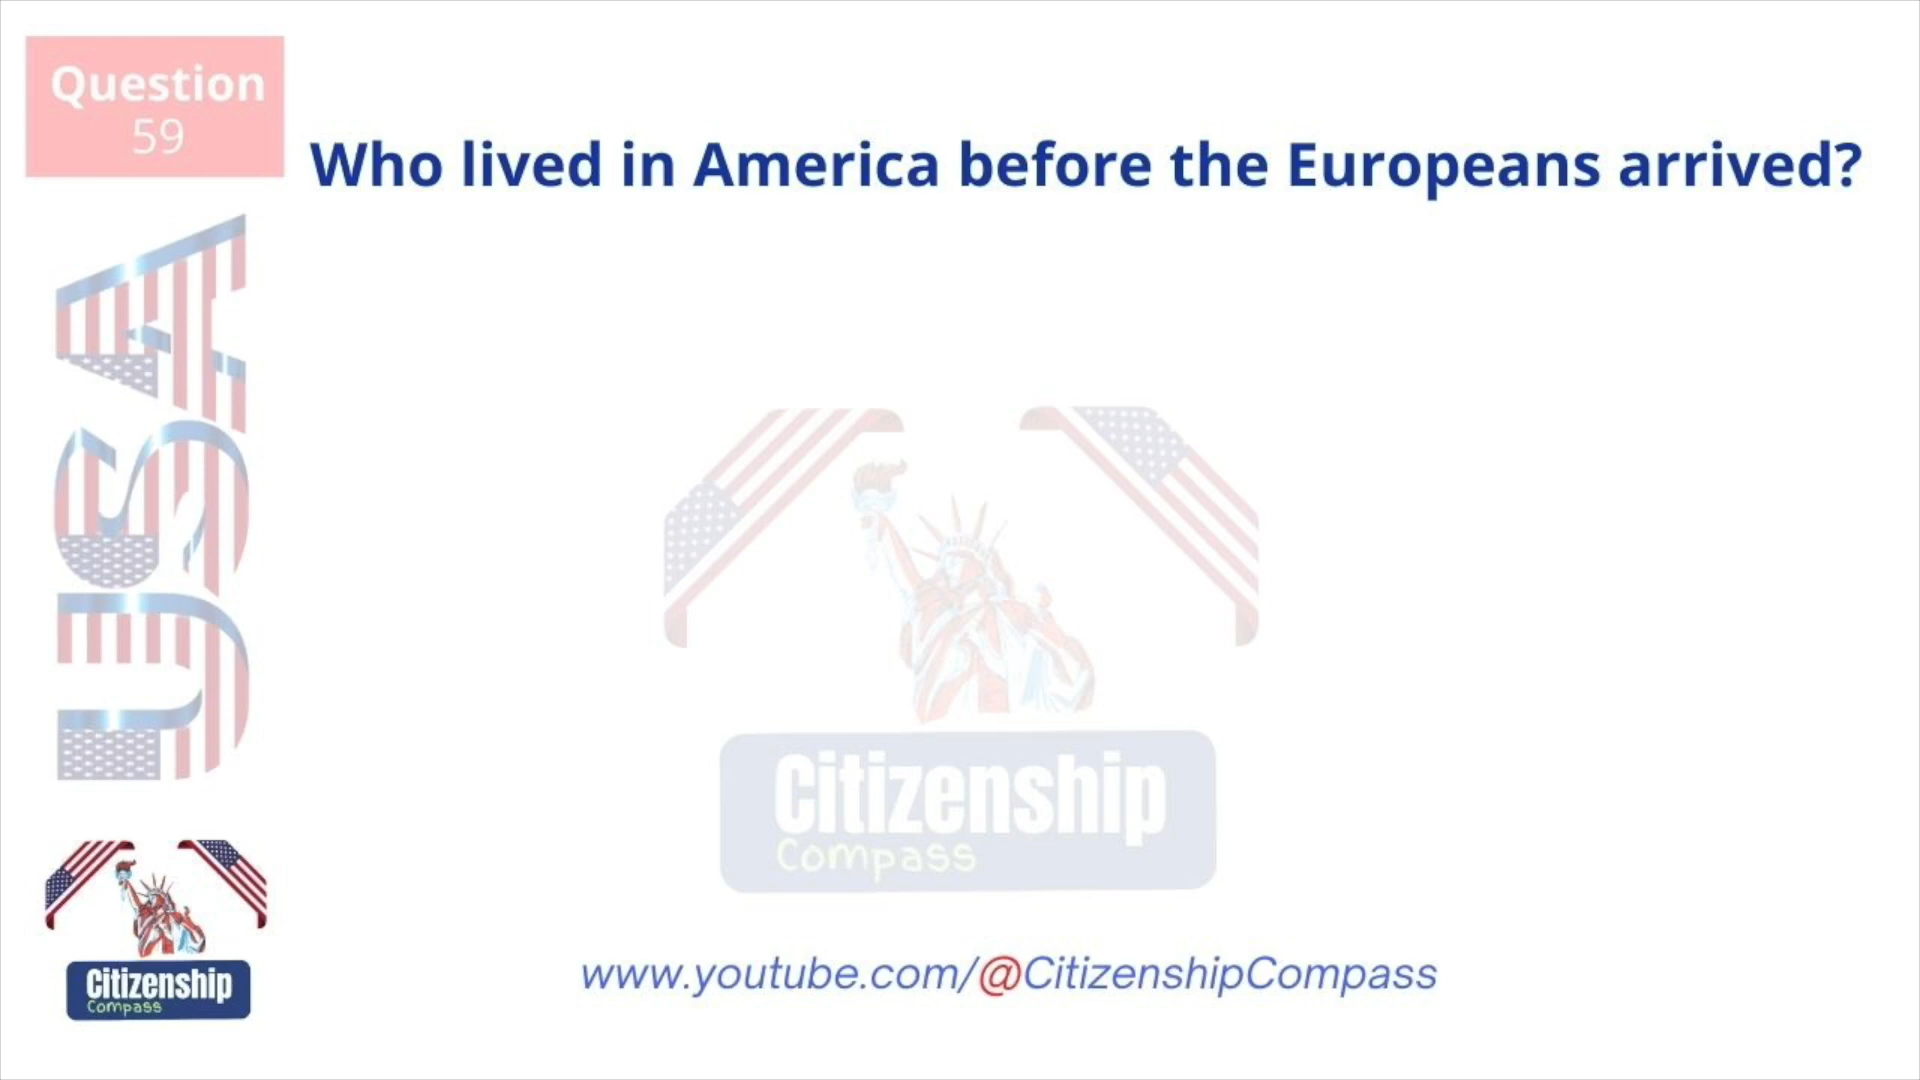 Question
59
Who lived in America before the Europeans arrived?
USA
Citizenship
Compass
www.youtube.com/@CitizenshipCompass
Citizenship
Compass